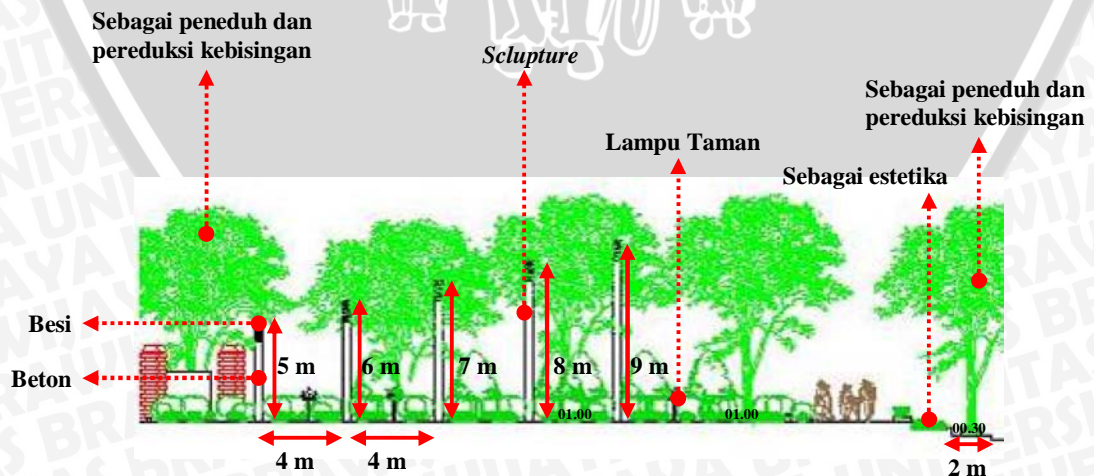 Sebagai peneduh dan
pereduksi kebisingan
Sclupture
Sebagai peneduh dan
pereduksi kebisingan
Lampu Taman
Sebagai estetika
Besi
Beton
5 m
6 m
7 m
8 m
9 m
01.00
01.00
00.30
4 m
4 m
2 m